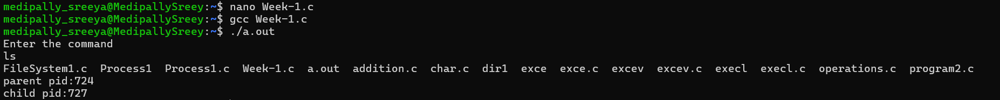 medipally_sreeya@MedipallySreey:~$ nano Week-1.c
medipally_sreeya@MedipallySreey:~$ gcc Week-1.c
medipally_sreeya@MedipallySreey:~$ ./a.out
Enter the command
ls
FileSystem1.c  Process1  Process1.c  Week-1.c  a.out  addition.c  char.c  dir1  exce  exce.c  excev  excev.c  execl  execl.c  operations.c  program2.c
parent pid:724
child pid:727